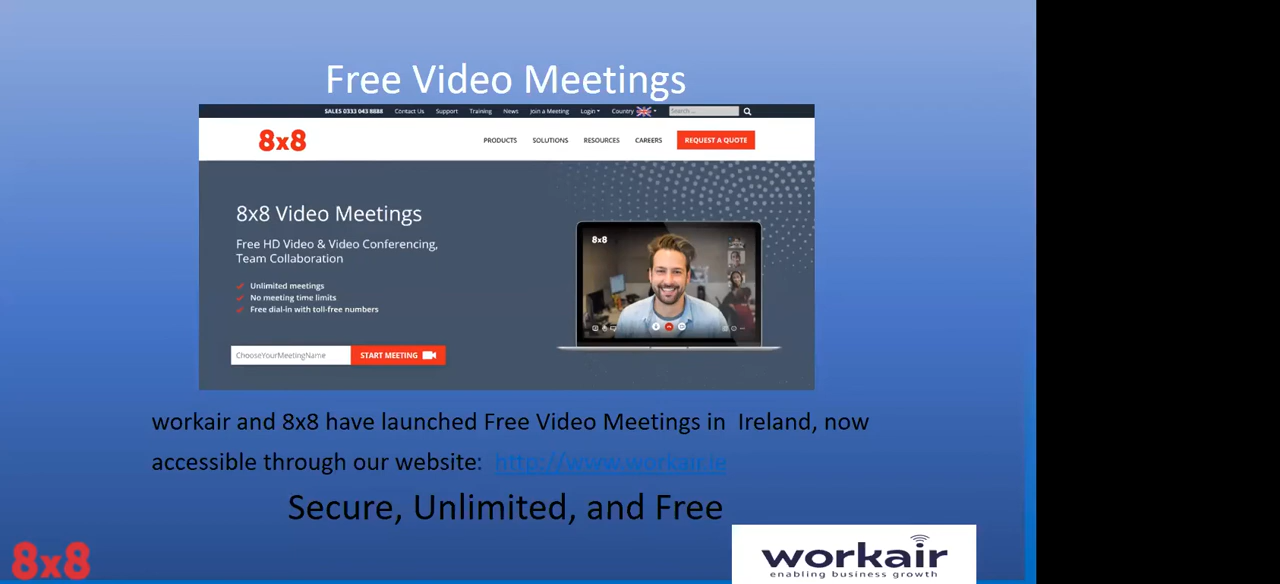 Free Video Meetings
SALES 0333 043 8888 Contact Us Support Training News Join a Meeting Login Country Search...
8x8
PRODUCTS SOLUTIONS RESOURCES CAREERS REQUEST A QUOTE
8x8 Video Meetings
Free HD Video & Video Conferencing,
Team Collaboration
Unlimited meetings
No meeting time limits
Free dial-in with toll-free numbers
8x8
ChooseYourMeetingName START MEETING
workair and 8x8 have launched Free Video Meetings in Ireland, now
accessible through our website: http://www.workair.ie
Secure, Unlimited, and Free
8x8
workair
enabling business growth